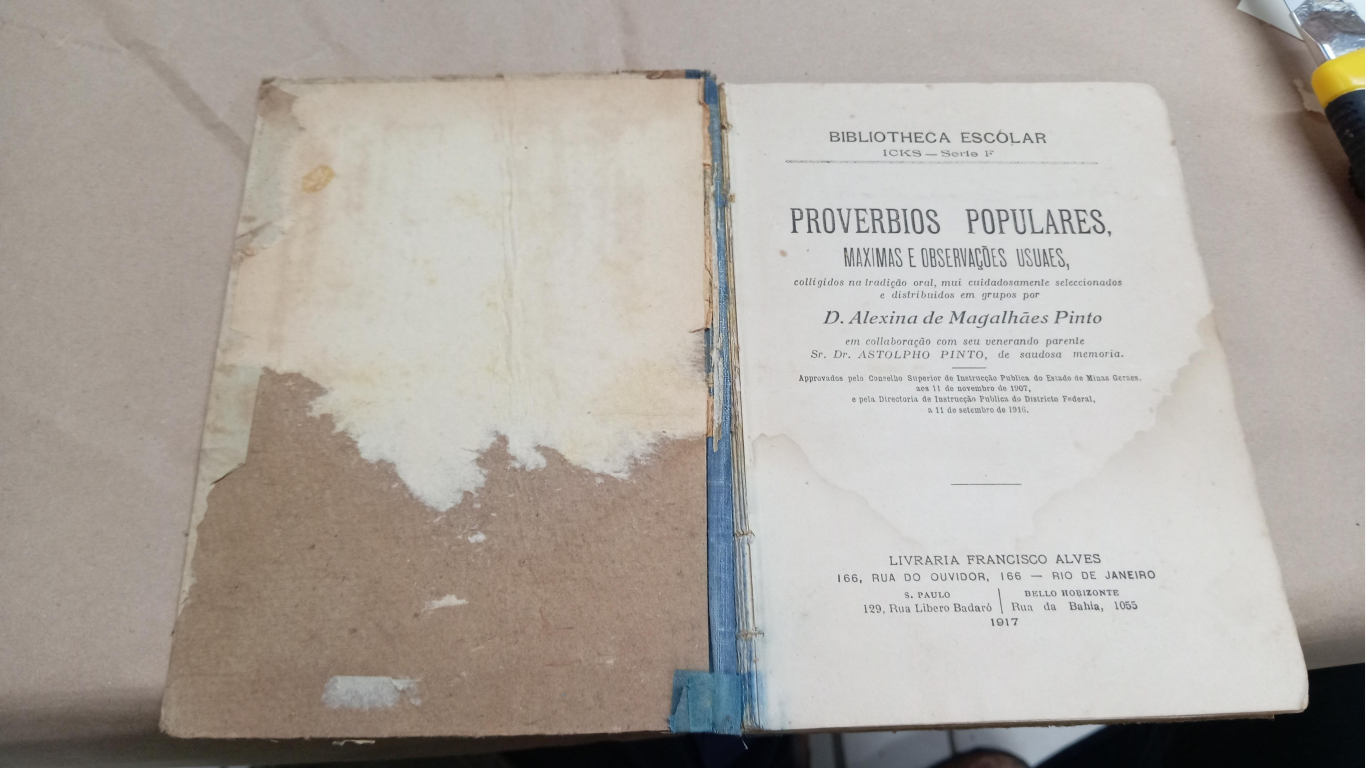 BIBLIOTHECA ESCÓLAR
ICKS — Serie F
PROVERBIOS POPULARES,
MAXIMAS E OBSERVAÇÕES USUAES,
colligidos na tradição oral, mui cuidadosamente seleccionados
e distribuidos em grupos por
D. Alexina de Magalhães Pinto
em collaboração com seu venerando parente
Sr. Dr. ASTOLPHO PINTO, de saudosa memoria.
Approvados pelo Conselho Superior de Instrucção Publica do Estado de Minas Geraes,
aos 11 de novembro de 1907,
e pela Directoria de Instrucção Publica do Districto Federal,
a 11 de setembro de 1916.
LIVRARIA FRANCISCO ALVES
166, RUA DO OUVIDOR, 166 — RIO DE JANEIRO
S. PAULO
129, Rua Libero Badaró
BELLO HORIZONTE
Rua da Bahia, 1055
1917